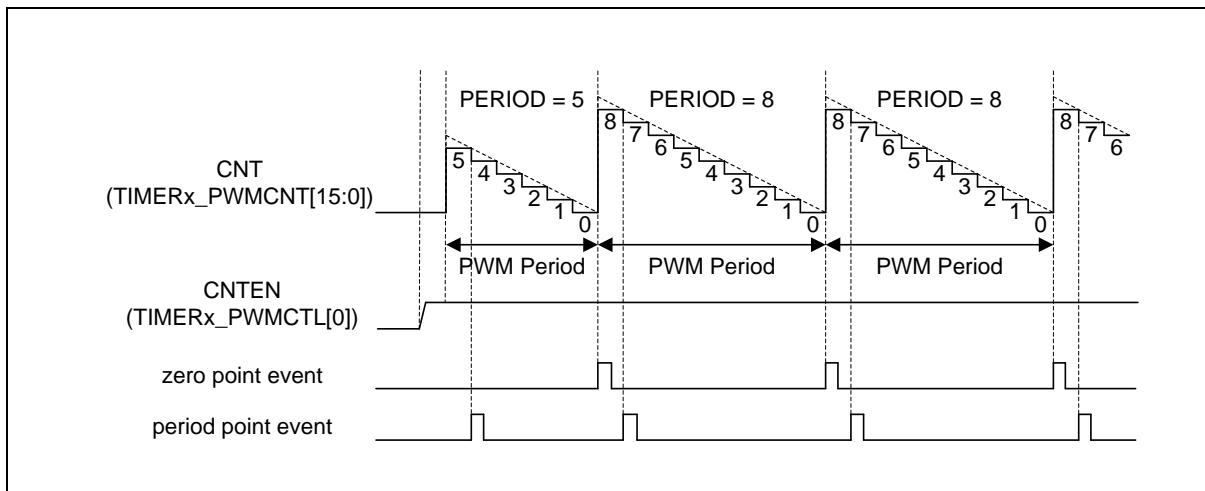 PERIOD = 5 PERIOD = 8 PERIOD = 8
CNT
(TIMERx_PWMCNT[15:0])
5 4 3 2 1 0 8 7 6 5 4 3 2 1 0 8 7 6 5 4 3 2 1 0 8 7 6
PWM Period PWM Period PWM Period
CNTEN
(TIMERx_PWMCTL[0])
zero point event
period point event